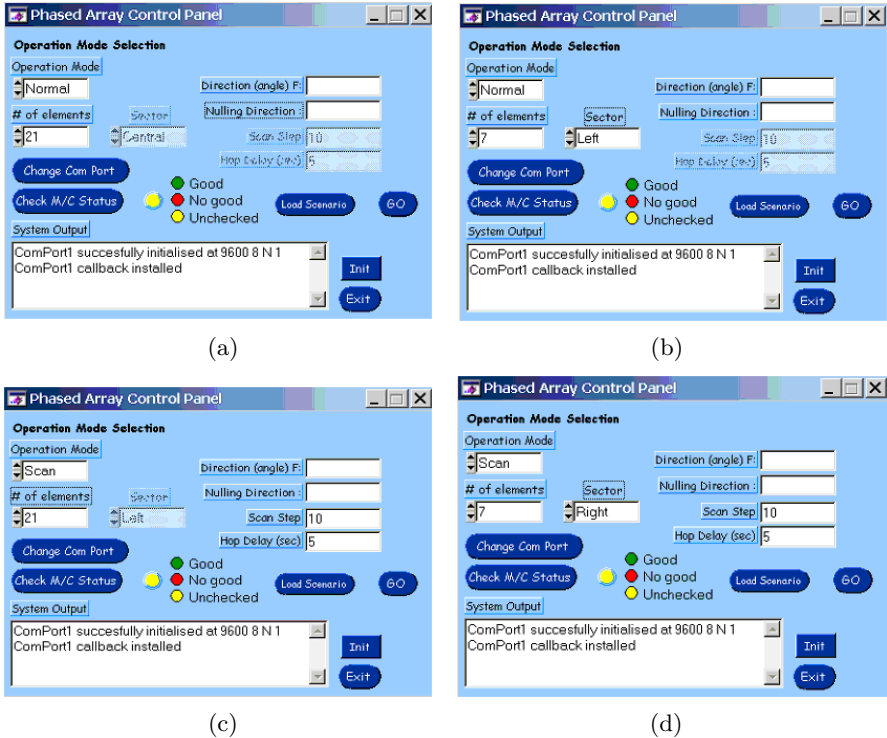 Phased Array Control Panel
Operation Mode Selection
Operation Mode
Normal
Direction (angle) F:
# of elements
Sector
Nulling Direction :
21
Central
Scan Step
10
Hop Delay (sec)
5
Change Com Port
Good
Check M/C Status
No good
Load Scenario
GO
Unchecked
System Output
ComPort1 succesfully initialised at 9600 8 N 1
ComPort1 callback installed
Init
Exit
(a)
Phased Array Control Panel
Operation Mode Selection
Operation Mode
Normal
Direction (angle) F:
# of elements
Sector
Nulling Direction :
7
Left
Scan Step
10
Hop Delay (sec)
5
Change Com Port
Good
Check M/C Status
No good
Load Scenario
GO
Unchecked
System Output
ComPort1 succesfully initialised at 9600 8 N 1
ComPort1 callback installed
Init
Exit
(b)
Phased Array Control Panel
Operation Mode Selection
Operation Mode
Scan
Direction (angle) F:
# of elements
Sector
Nulling Direction :
21
Left
Scan Step
10
Hop Delay (sec)
5
Change Com Port
Good
Check M/C Status
No good
Load Scenario
GO
Unchecked
System Output
ComPort1 succesfully initialised at 9600 8 N 1
ComPort1 callback installed
Init
Exit
(c)
Phased Array Control Panel
Operation Mode Selection
Operation Mode
Scan
Direction (angle) F:
# of elements
Sector
Nulling Direction :
7
Right
Scan Step
10
Hop Delay (sec)
5
Change Com Port
Good
Check M/C Status
No good
Load Scenario
GO
Unchecked
System Output
ComPort1 succesfully initialised at 9600 8 N 1
ComPort1 callback installed
Init
Exit
(d)